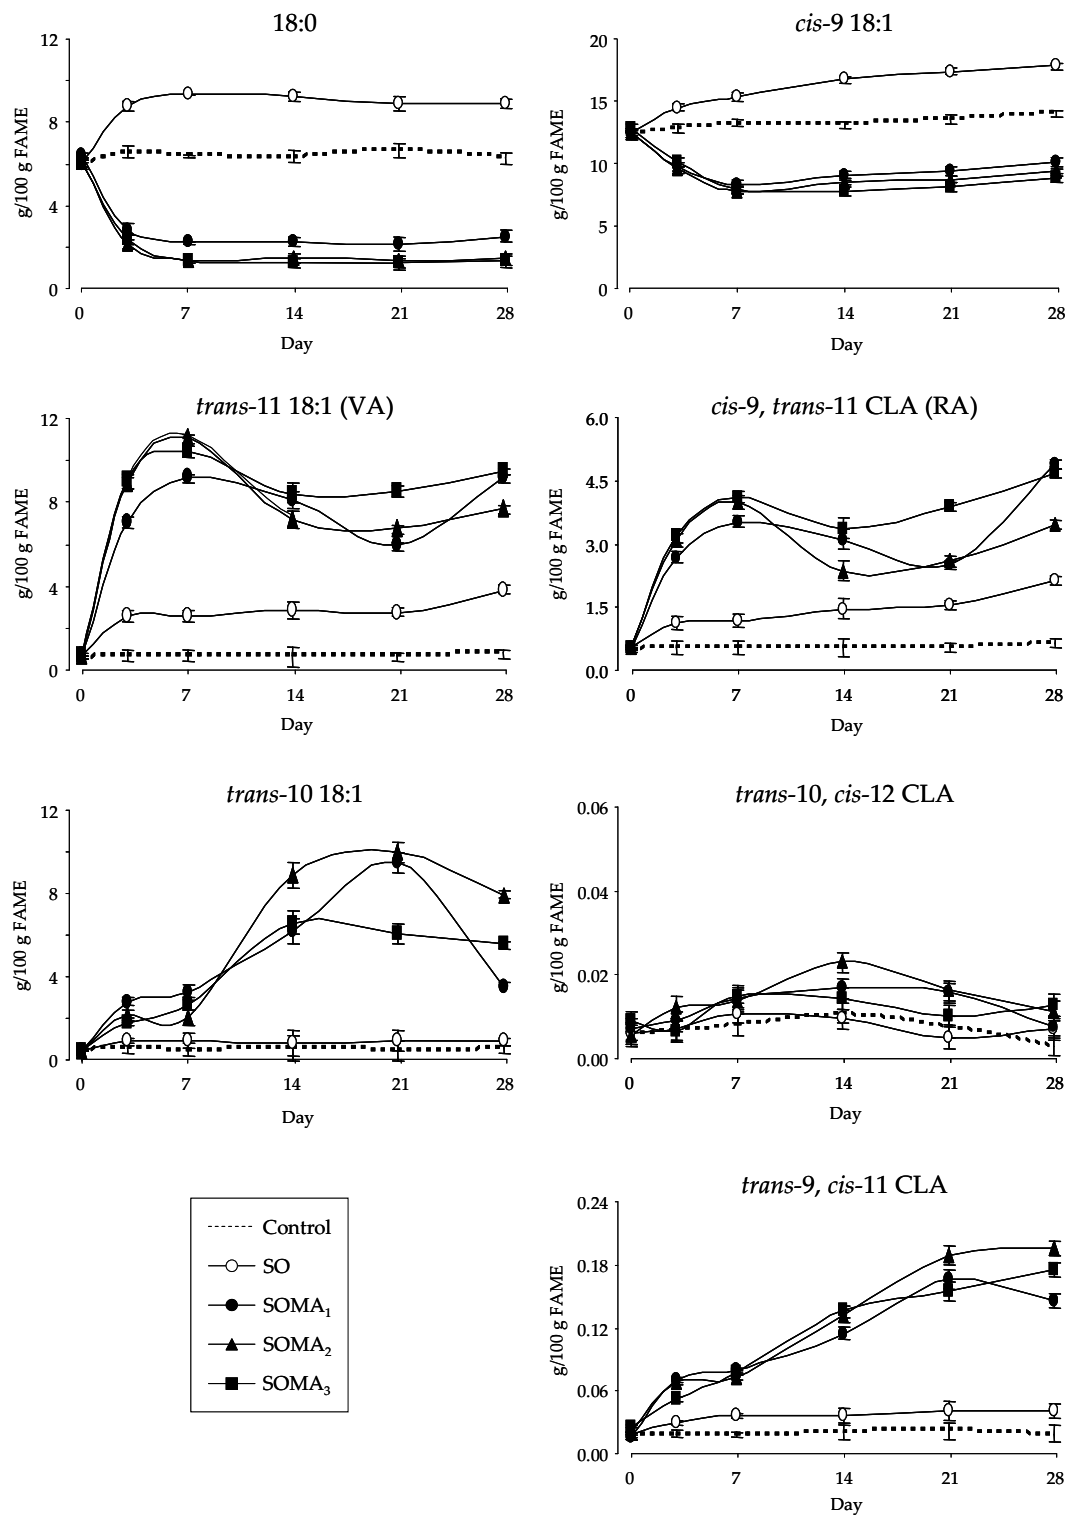 18:0
12
8
4
0
g/100 g FAME
0 7 14 21 28
Day
cis-9 18:1
20
15
10
5
0
g/100 g FAME
0 7 14 21 28
Day
trans-11 18:1 (VA)
12
8
4
0
g/100 g FAME
0 7 14 21 28
Day
cis-9, trans-11 CLA (RA)
6.0
4.5
3.0
1.5
0.0
g/100 g FAME
0 7 14 21 28
Day
trans-10 18:1
12
8
4
0
g/100 g FAME
0 7 14 21 28
Day
trans-10, cis-12 CLA
0.06
0.04
0.02
0.00
g/100 g FAME
0 7 14 21 28
Day
Control
SO
SOMA1
SOMA2
SOMA3
trans-9, cis-11 CLA
0.24
0.18
0.12
0.06
0.00
g/100 g FAME
0 7 14 21 28
Day